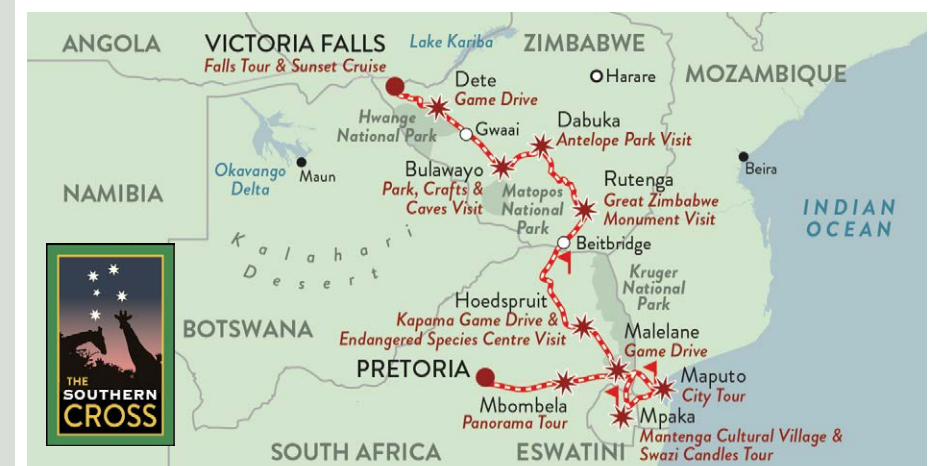 ANGOLA
VICTORIA FALLS
Falls Tour & Sunset Cruise
Lake Kariba
ZIMBABWE
Harare
MOZAMBIQUE
Dete
Game Drive
Hwange
National Park
Gwaai
Dabuka
Antelope Park Visit
Okavango
Delta
Maun
Bulawayo
Park, Crafts &
Caves Visit
Matopos
National
Park
Rutenga
Great Zimbabwe
Monument Visit
Beira
NAMIBIA
INDIAN
OCEAN
Kalahari
Desert
Beitbridge
Kruger
National
Park
Hoedspruit
Kapama Game Drive &
Endangered Species Centre Visit
BOTSWANA
Malelane
Game Drive
PRETORIA
Maputo
City Tour
Mbombela
Panorama Tour
Mpaka
Mantenga Cultural Village &
Swazi Candles Tour
SOUTH AFRICA
ESWATINI
THE
SOUTHERN
CROSS